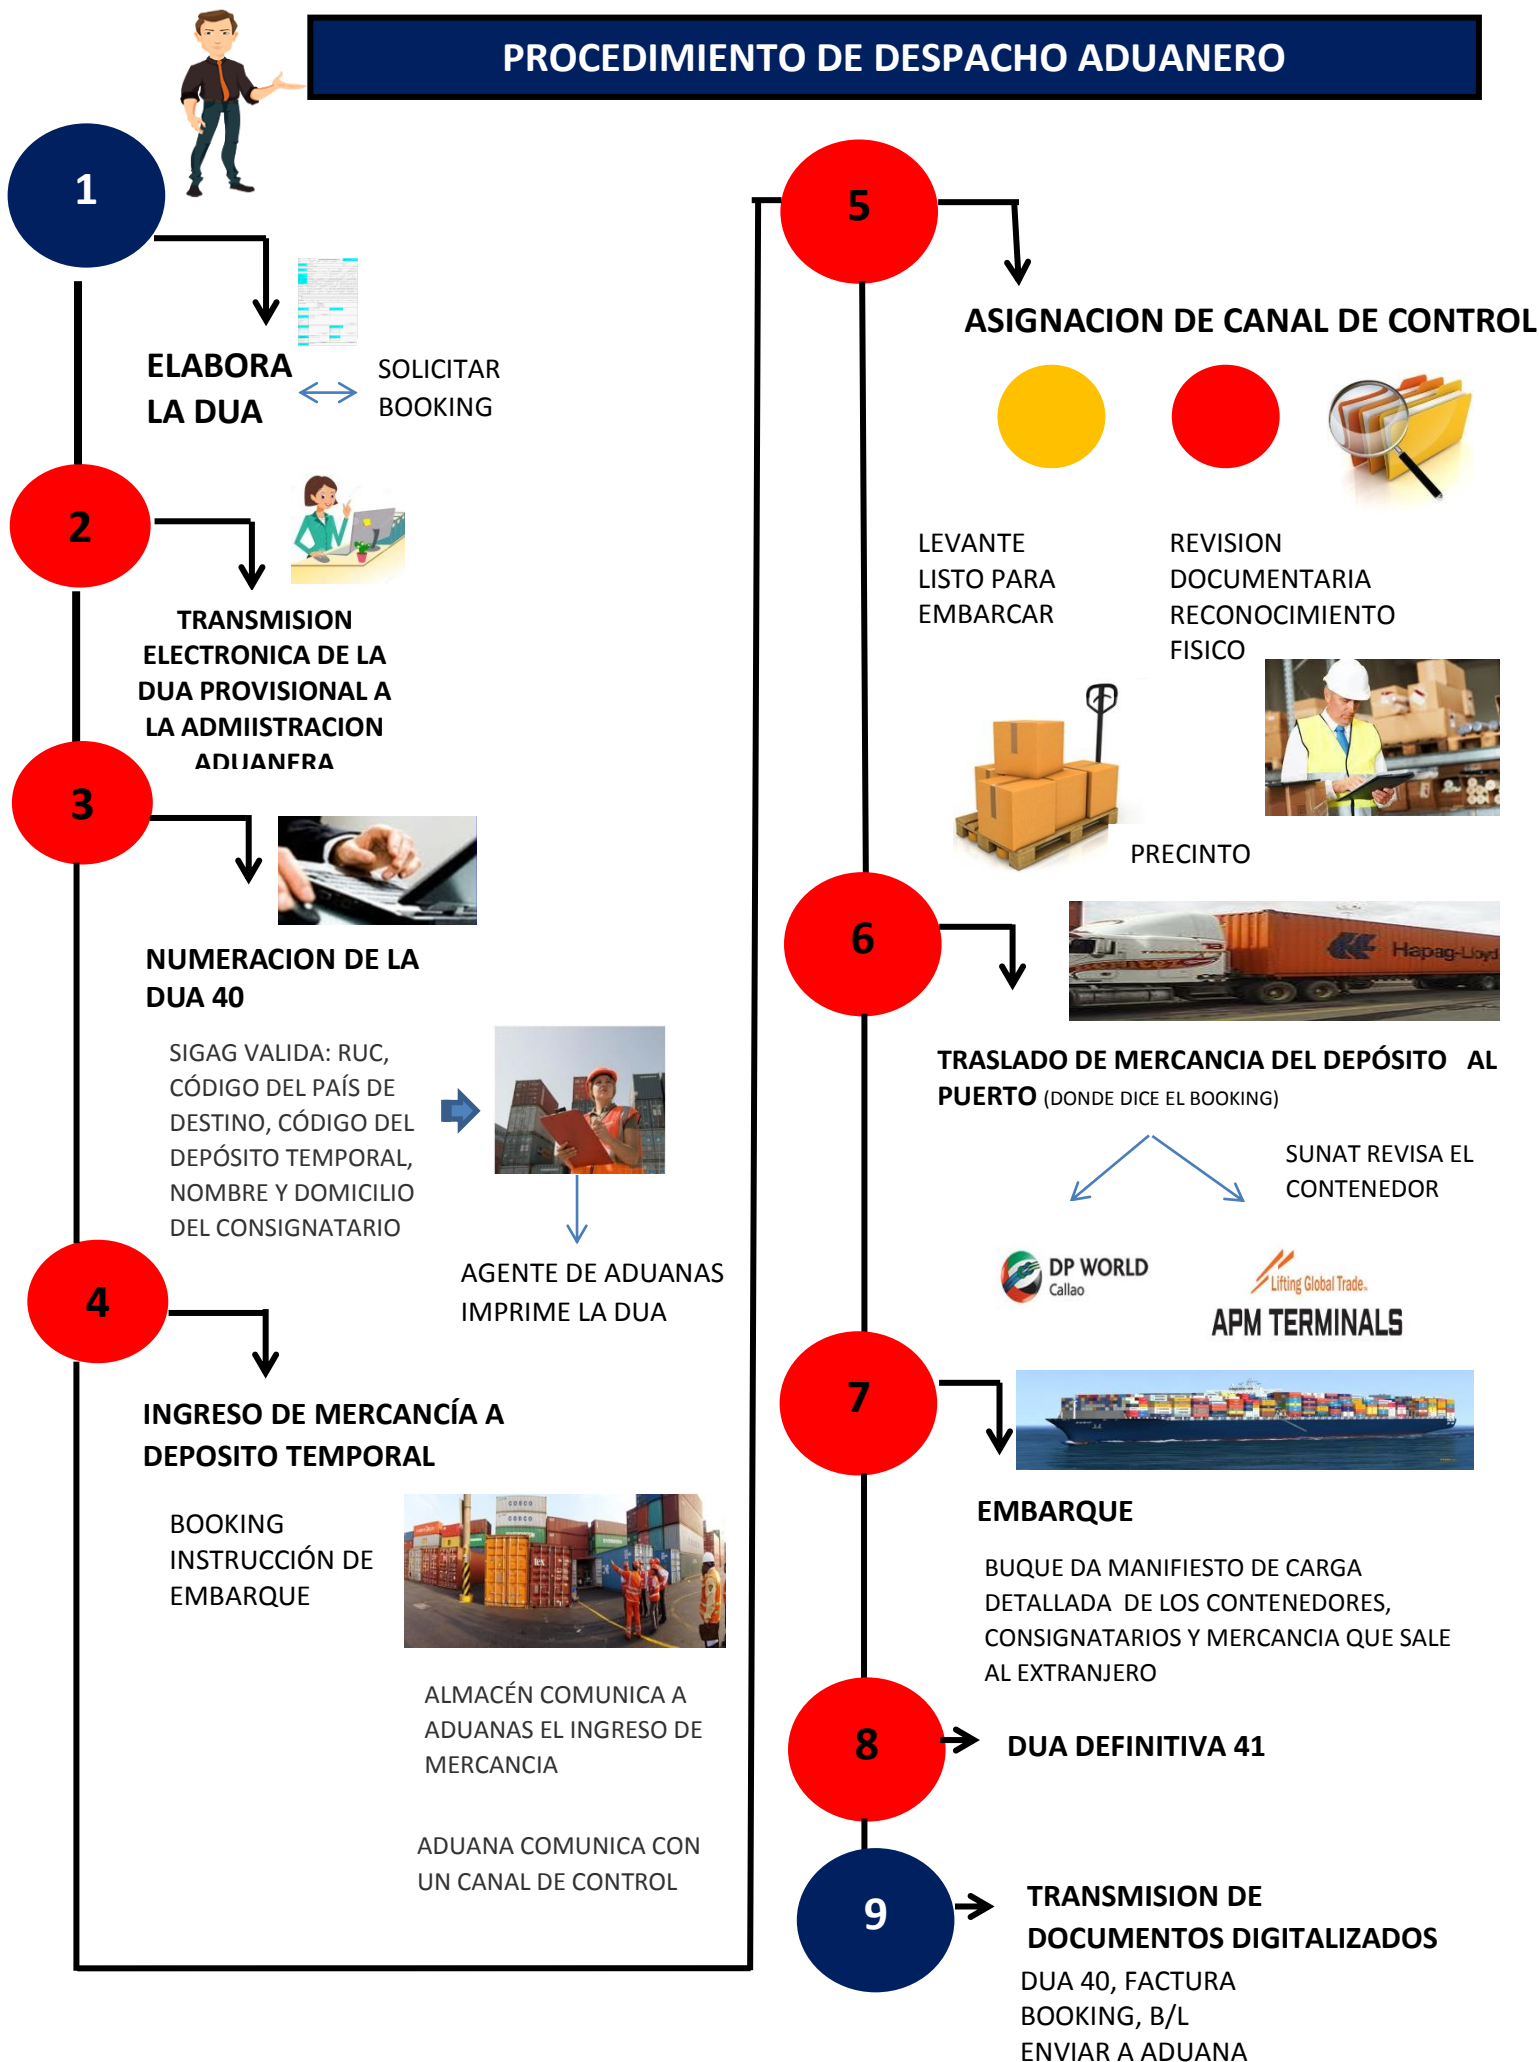 PROCEDIMIENTO DE DESPACHO ADUANERO
1
ELABORA
LA DUA
SOLICITAR
BOOKING
2
TRANSMISION
ELECTRONICA DE LA
DUA PROVISIONAL A
LA ADMIISTRACION
ADUANERA
3
NUMERACION DE LA
DUA 40
SIGAG VALIDA: RUC,
CÓDIGO DEL PAÍS DE
DESTINO, CÓDIGO DEL
DEPÓSITO TEMPORAL,
NOMBRE Y DOMICILIO
DEL CONSIGNATARIO
AGENTE DE ADUANAS
IMPRIME LA DUA
4
INGRESO DE MERCANCÍA A
DEPOSITO TEMPORAL
BOOKING
INSTRUCCIÓN DE
EMBARQUE
COSCO
COSCO
tex
ALMACÉN COMUNICA A
ADUANAS EL INGRESO DE
MERCANCIA
ADUANA COMUNICA CON
UN CANAL DE CONTROL
5
ASIGNACION DE CANAL DE CONTROL
LEVANTE
LISTO PARA
EMBARCAR
REVISION
DOCUMENTARIA
RECONOCIMIENTO
FISICO
PRECINTO
6
Hapag-Lloyd
TRASLADO DE MERCANCIA DEL DEPÓSITO AL
PUERTO (DONDE DICE EL BOOKING)
SUNAT REVISA EL
CONTENEDOR
DP WORLD
Callao
Lifting Global Trade.
APM TERMINALS
7
EMBARQUE
BUQUE DA MANIFIESTO DE CARGA
DETALLADA DE LOS CONTENEDORES,
CONSIGNATARIOS Y MERCANCIA QUE SALE
AL EXTRANJERO
8
DUA DEFINITIVA 41
9
TRANSMISION DE
DOCUMENTOS DIGITALIZADOS
DUA 40, FACTURA
BOOKING, B/L
ENVIAR A ADUANA